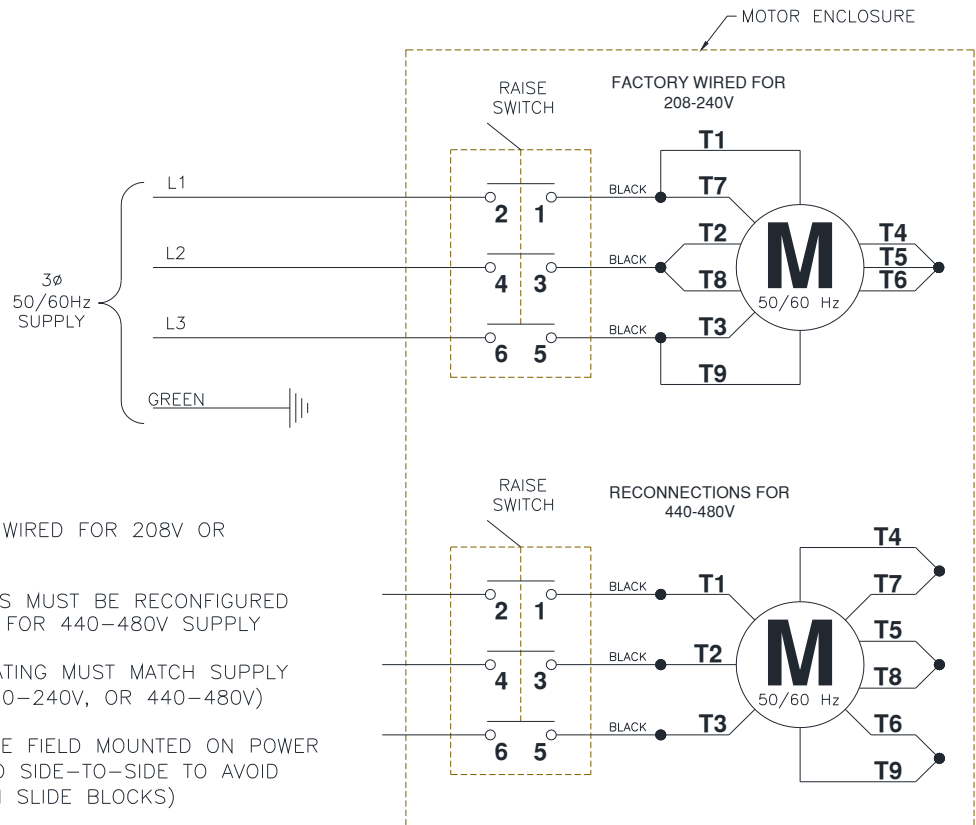 MOTOR ENCLOSURE
RAISE
SWITCH
FACTORY WIRED FOR
208-240V
T1
L1
BLACK
T7
2 1
T2
T4
L2
BLACK
M
T5
4 3
T8
T6
3ø
50/60Hz
SUPPLY
50/60 Hz
L3
BLACK
T3
6 5
T9
GREEN
RAISE
SWITCH
RECONNECTIONS FOR
440-480V
WIRED FOR 208V OR
T4
BLACK
T1
T7
S MUST BE RECONFIGURED
FOR 440-480V SUPPLY
2 1
T5
BLACK
T2
M
ATING MUST MATCH SUPPLY
0-240V, OR 440-480V)
4 3
T8
50/60 Hz
BLACK
T3
T6
E FIELD MOUNTED ON POWER
6 5
D SIDE-TO-SIDE TO AVOID
T9
SLIDE BLOCKS)